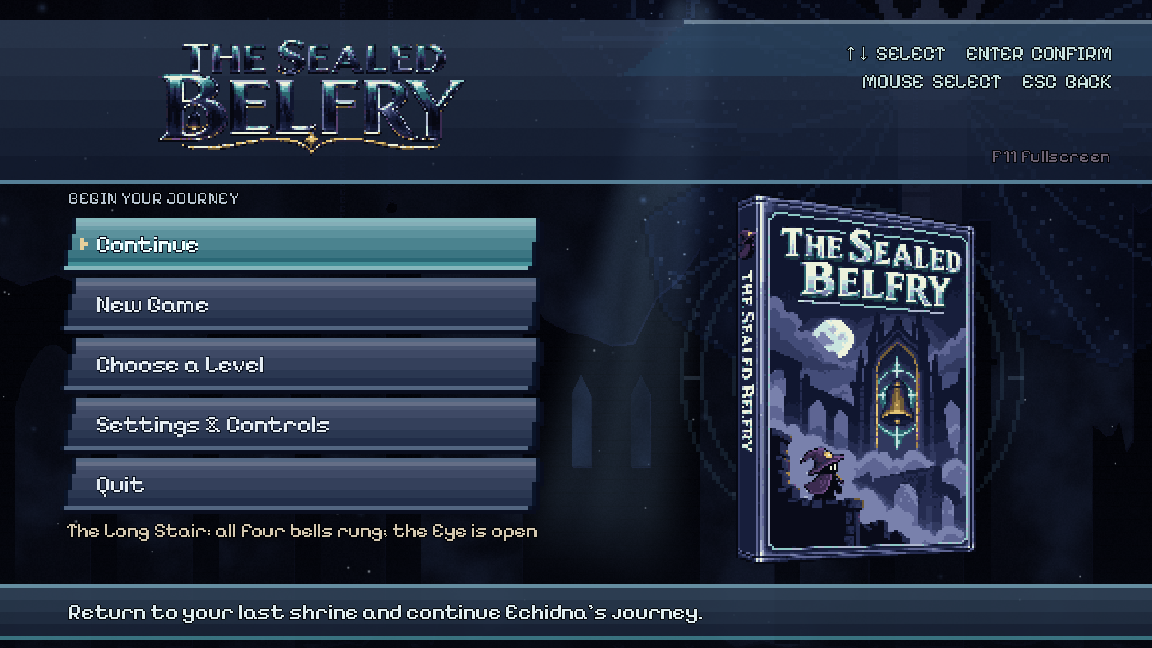 THE SEALED
BELFRY
↑↓ SELECT ENTER CONFIRM
MOUSE SELECT ESC BACK
F11 Fullscreen
BEGIN YOUR JOURNEY
Continue
New Game
Choose a Level
Settings & Controls
Quit
The Long Stair: all four bells rung; the Eye is open
THE SEALED BELFRY
THE SEALED
BELFRY
Return to your last shrine and continue Echidna's journey.